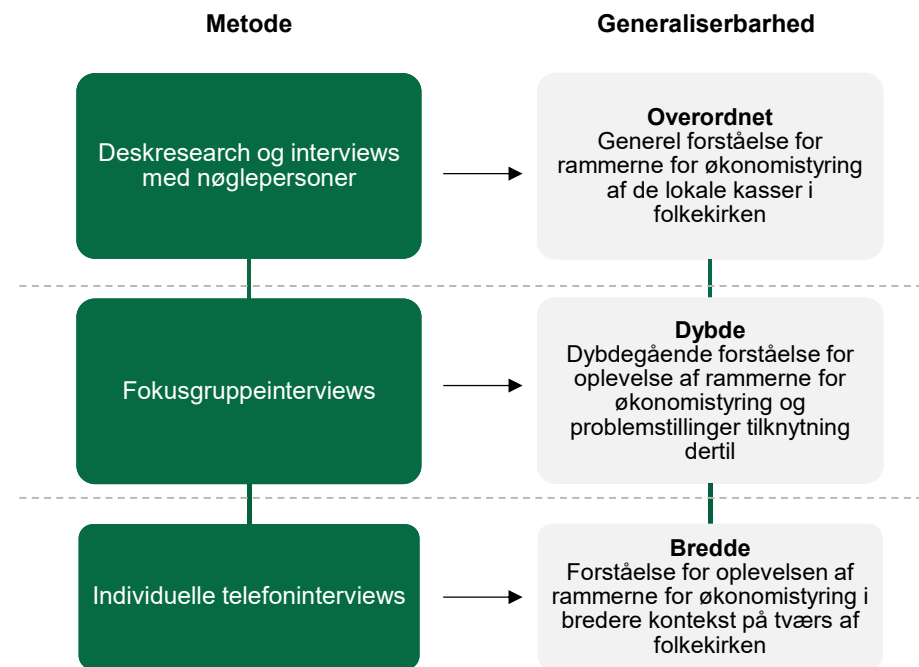 Metode
Generaliserbarhed
Deskresearch og interviews
med nøglepersoner
Overordnet
Generel forståelse for
rammerne for økonomistyring
af de lokale kasser i
folkekirken
Fokusgruppeinterviews
Dybde
Dybdegående forståelse for
oplevelse af rammerne for
økonomistyring og
problemstillinger tilknytning
dertil
Individuelle telefoninterviews
Bredde
Forståelse for oplevelsen af
rammerne for økonomistyring i
bredere kontekst på tværs af
folkekirken